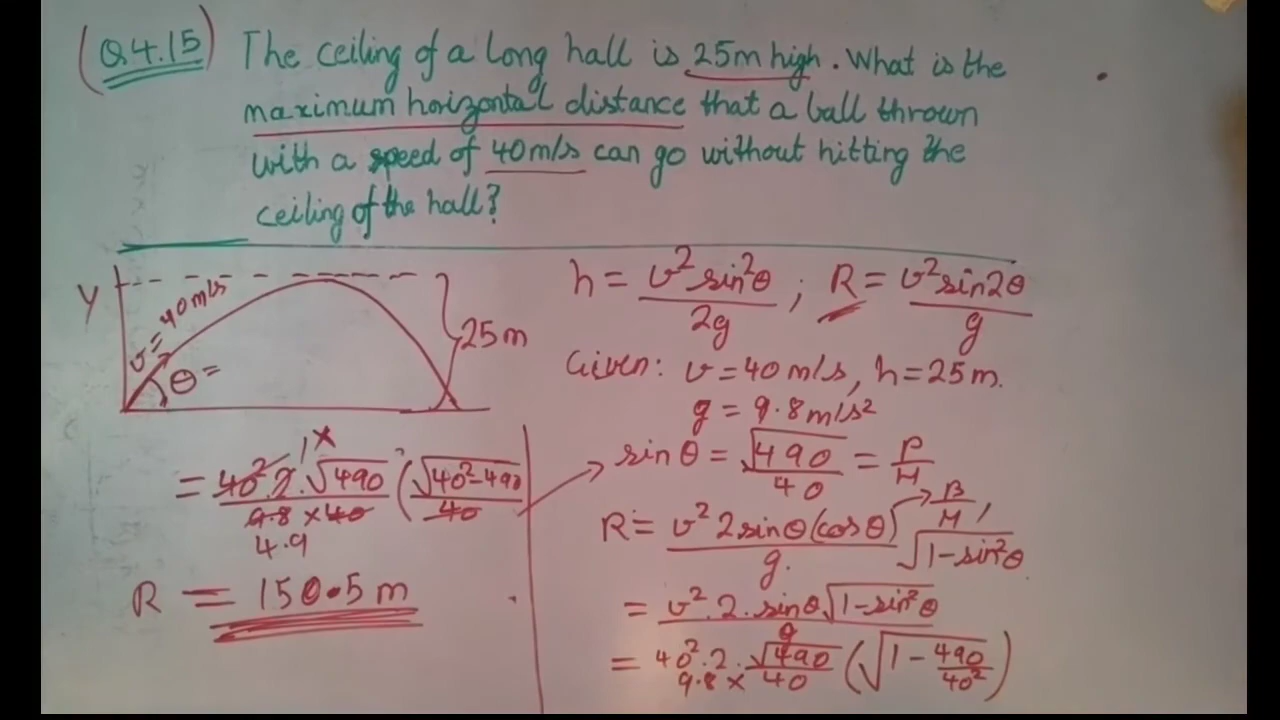 (Q.4.15) The ceiling of a long hall is 25m high. What is the
maximum horizontal distance that a ball thrown
with a speed of 40m/s can go without hitting the
ceiling of the hall?
Y
v = 40m/s
θ =
25m
h = v²sin²θ / 2g ; R = v²sin2θ / g
Given: v = 40m/s, h = 25m.
g = 9.8m/s²
sinθ = √490 / 40 = P / H
R = v² 2sinθ(cosθ) / g. → B / H, √1-sin²θ
= v².2.sinθ√1-sin²θ / g
= 40².2.√490 / 9.8 × 40 (√1 - 490 / 40²)
= 40².2.√490 / 9.8 × 40 (√40²-490 / 40)
1 ×
4.9
R = 150.5m